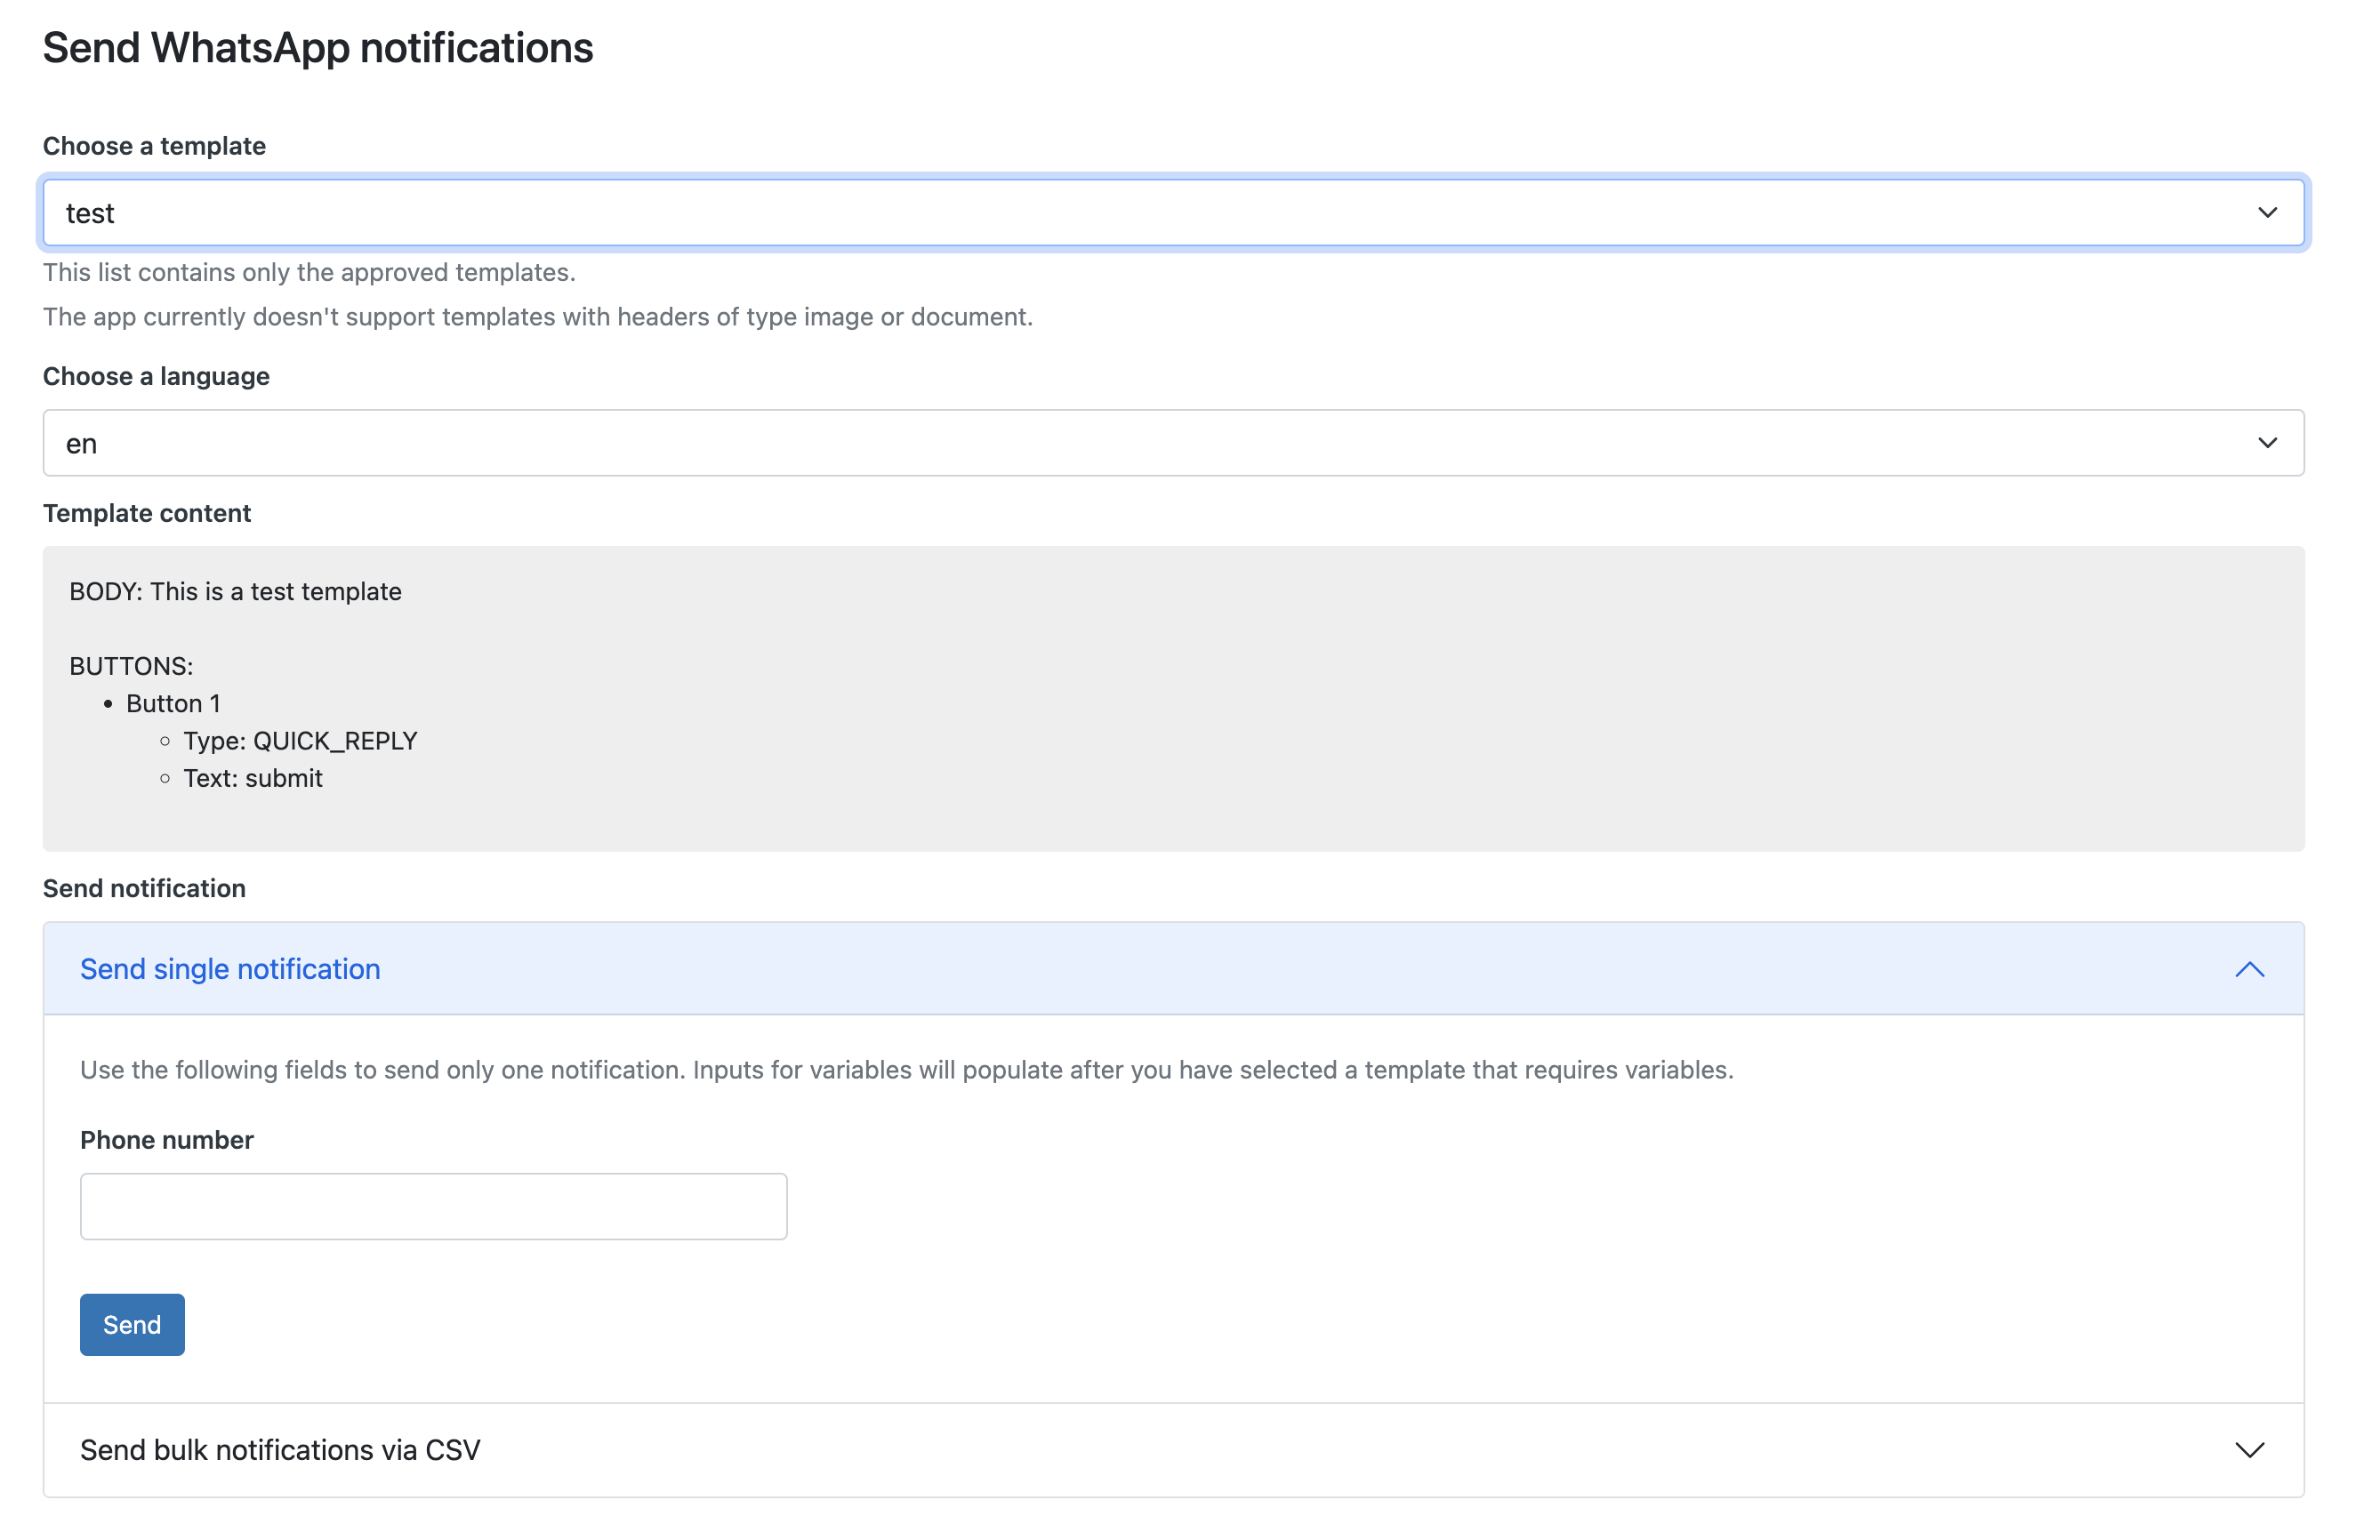 Send WhatsApp notifications
Choose a template
test
This list contains only the approved templates.
The app currently doesn't support templates with headers of type image or document.
Choose a language
en
Template content
BODY: This is a test template
BUTTONS:
• Button 1
◦ Type: QUICK_REPLY
◦ Text: submit
Send notification
Send single notification
Use the following fields to send only one notification. Inputs for variables will populate after you have selected a template that requires variables.
Phone number
Send
Send bulk notifications via CSV